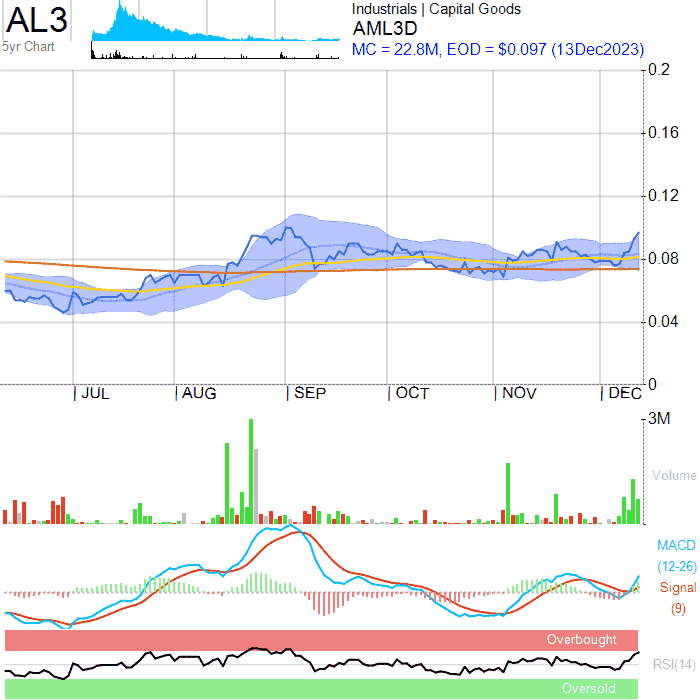 AL3
5yr Chart
Industrials | Capital Goods
AML3D
MC = 22.8M, EOD = $0.097 (13Dec2023)
0.2
0.16
0.12
0.08
0.04
0
| JUL | AUG | SEP | OCT | NOV | DEC
3M
Volume
MACD
(12-26)
Signal
(9)
Overbought
RSI(14)
Oversold